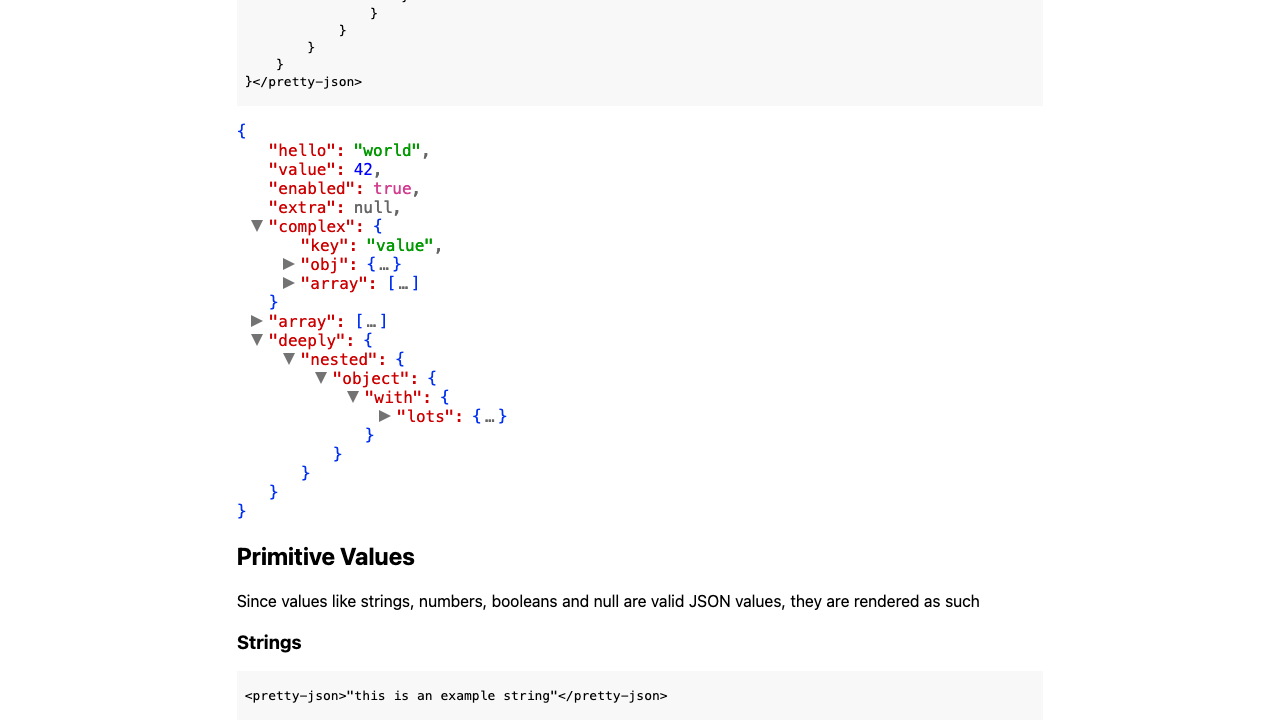 }
}
}
}
}</pretty-json>
{
"hello": "world",
"value": 42,
"enabled": true,
"extra": null,
▼ "complex": {
"key": "value",
▶ "obj": {…}
▶ "array": […]
}
▶ "array": […]
▼ "deeply": {
▼ "nested": {
▼ "object": {
▼ "with": {
▶ "lots": {…}
}
}
}
}
}
Primitive Values
Since values like strings, numbers, booleans and null are valid JSON values, they are rendered as such
Strings
<pretty-json>"this is an example string"</pretty-json>